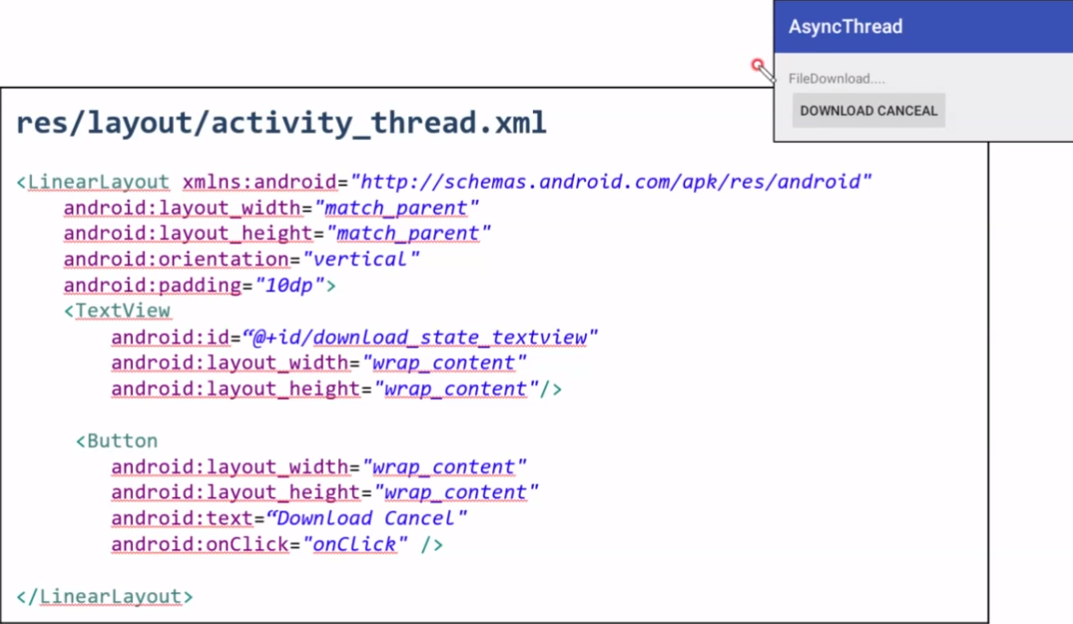 AsyncThread
FileDownload....
DOWNLOAD CANCEAL
res/layout/activity_thread.xml
<LinearLayout xmlns:android="http://schemas.android.com/apk/res/android"
android:layout_width="match_parent"
android:layout_height="match_parent"
android:orientation="vertical"
android:padding="10dp">
<TextView
android:id=“@+id/download_state_textview"
android:layout_width="wrap_content"
android:layout_height="wrap_content"/>
<Button
android:layout_width="wrap_content"
android:layout_height="wrap_content"
android:text=“Download Cancel"
android:onClick="onClick" />
</LinearLayout>